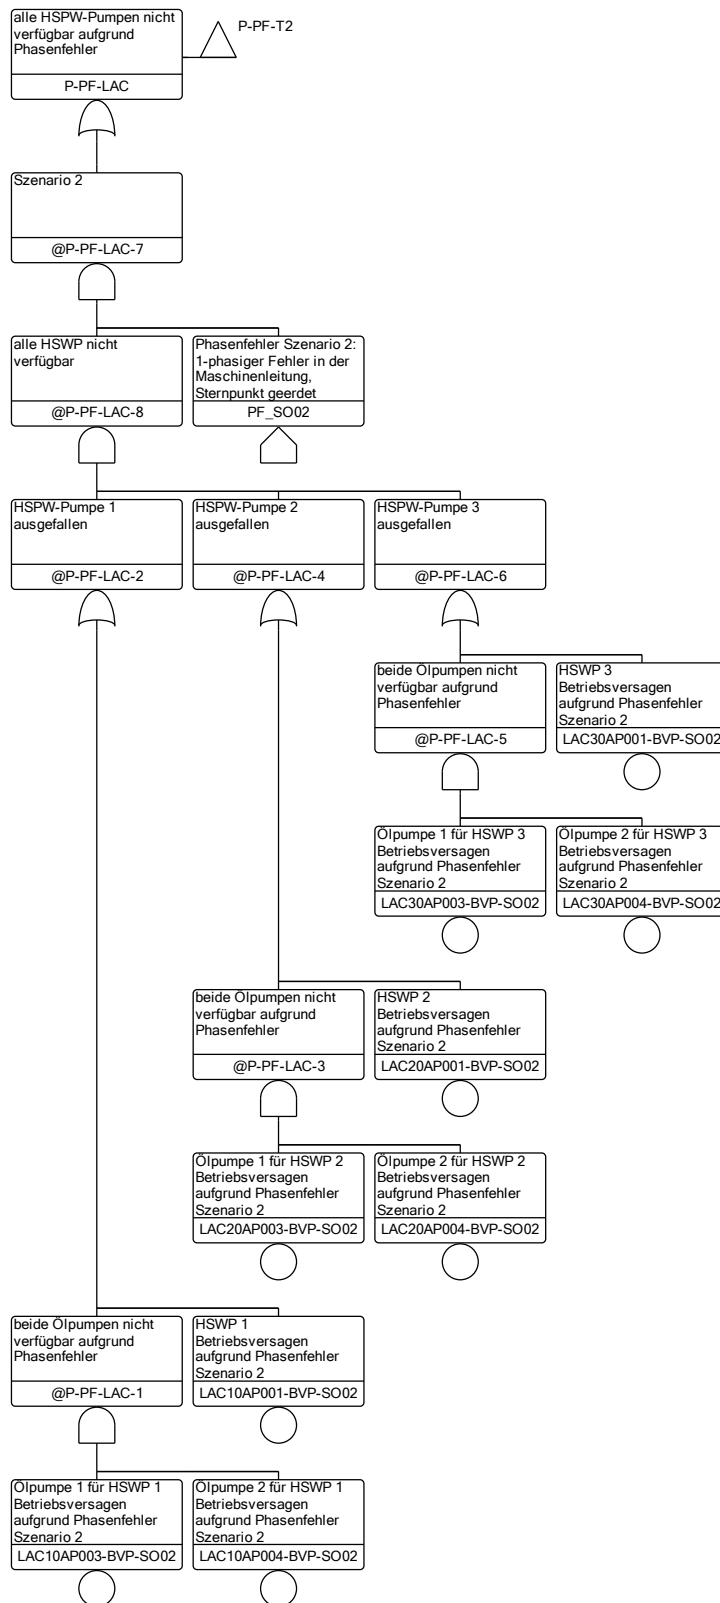 alle HSPW-Pumpen nicht
verfügbar aufgrund
Phasenfehler
P-PF-LAC
P-PF-T2
Szenario 2
@P-PF-LAC-7
alle HSWP nicht
verfügbar
@P-PF-LAC-8
Phasenfehler Szenario 2:
1-phasiger Fehler in der
Maschinenleitung,
Sternpunkt geerdet
PF_SO02
HSPW-Pumpe 1
ausgefallen
@P-PF-LAC-2
HSPW-Pumpe 2
ausgefallen
@P-PF-LAC-4
HSPW-Pumpe 3
ausgefallen
@P-PF-LAC-6
beide Ölpumpen nicht
verfügbar aufgrund
Phasenfehler
@P-PF-LAC-5
HSWP 3
Betriebsversagen
aufgrund Phasenfehler
Szenario 2
LAC30AP001-BVP-SO02
Ölpumpe 1 für HSWP 3
Betriebsversagen
aufgrund Phasenfehler
Szenario 2
LAC30AP003-BVP-SO02
Ölpumpe 2 für HSWP 3
Betriebsversagen
aufgrund Phasenfehler
Szenario 2
LAC30AP004-BVP-SO02
beide Ölpumpen nicht
verfügbar aufgrund
Phasenfehler
@P-PF-LAC-3
HSWP 2
Betriebsversagen
aufgrund Phasenfehler
Szenario 2
LAC20AP001-BVP-SO02
Ölpumpe 1 für HSWP 2
Betriebsversagen
aufgrund Phasenfehler
Szenario 2
LAC20AP003-BVP-SO02
Ölpumpe 2 für HSWP 2
Betriebsversagen
aufgrund Phasenfehler
Szenario 2
LAC20AP004-BVP-SO02
beide Ölpumpen nicht
verfügbar aufgrund
Phasenfehler
@P-PF-LAC-1
HSWP 1
Betriebsversagen
aufgrund Phasenfehler
Szenario 2
LAC10AP001-BVP-SO02
Ölpumpe 1 für HSWP 1
Betriebsversagen
aufgrund Phasenfehler
Szenario 2
LAC10AP003-BVP-SO02
Ölpumpe 2 für HSWP 1
Betriebsversagen
aufgrund Phasenfehler
Szenario 2
LAC10AP004-BVP-SO02